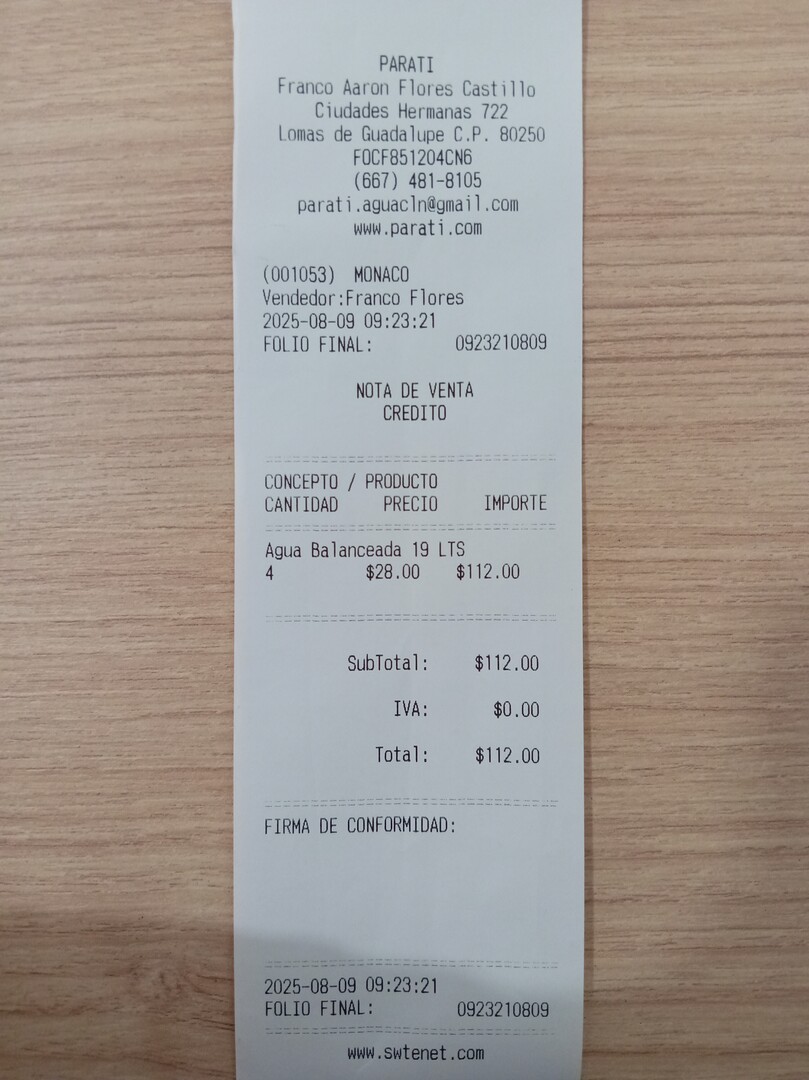 PARATI
Franco Aaron Flores Castillo
Ciudades Hermanas 722
Lomas de Guadalupe C.P. 80250
FOCF851204CN6
(667) 481-8105
parati.aguacln@gmail.com
www.parati.com
(001053) MONACO
Vendedor:Franco Flores
2025-08-09 09:23:21
FOLIO FINAL: 0923210809
NOTA DE VENTA
CREDITO
CONCEPTO / PRODUCTO
CANTIDAD PRECIO IMPORTE
Agua Balanceada 19 LTS
4 $28.00 $112.00
SubTotal: $112.00
IVA: $0.00
Total: $112.00
FIRMA DE CONFORMIDAD:
2025-08-09 09:23:21
FOLIO FINAL: 0923210809
www.swtenet.com